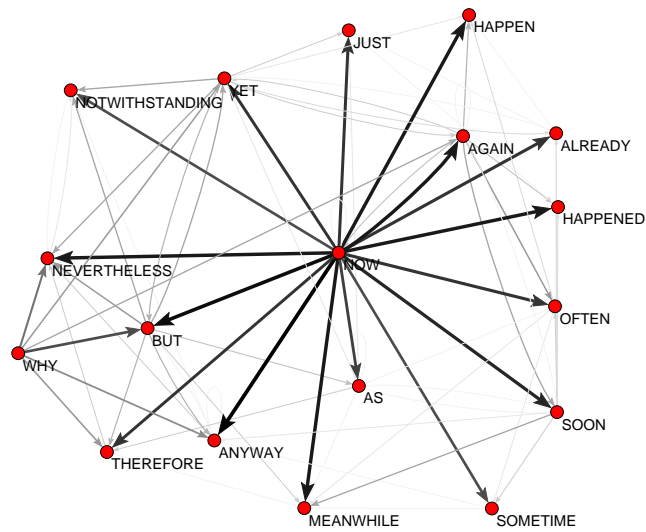 HAPPEN
JUST
YET
NOTWITHSTANDING
ALREADY
AGAIN
HAPPENED
NOW
NEVERTHELESS
OFTEN
BUT
WHY
AS
SOON
ANYWAY
THEREFORE
MEANWHILE
SOMETIME